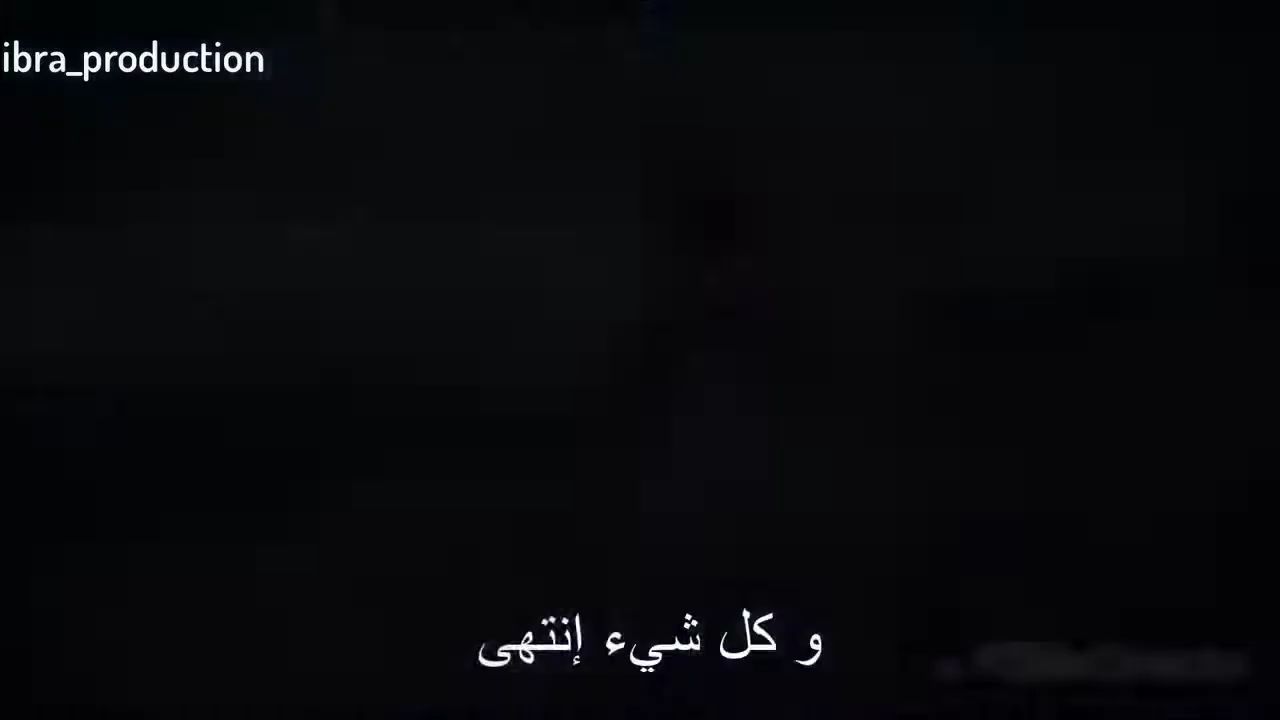 ibra_production
و كل شيء إنتهى